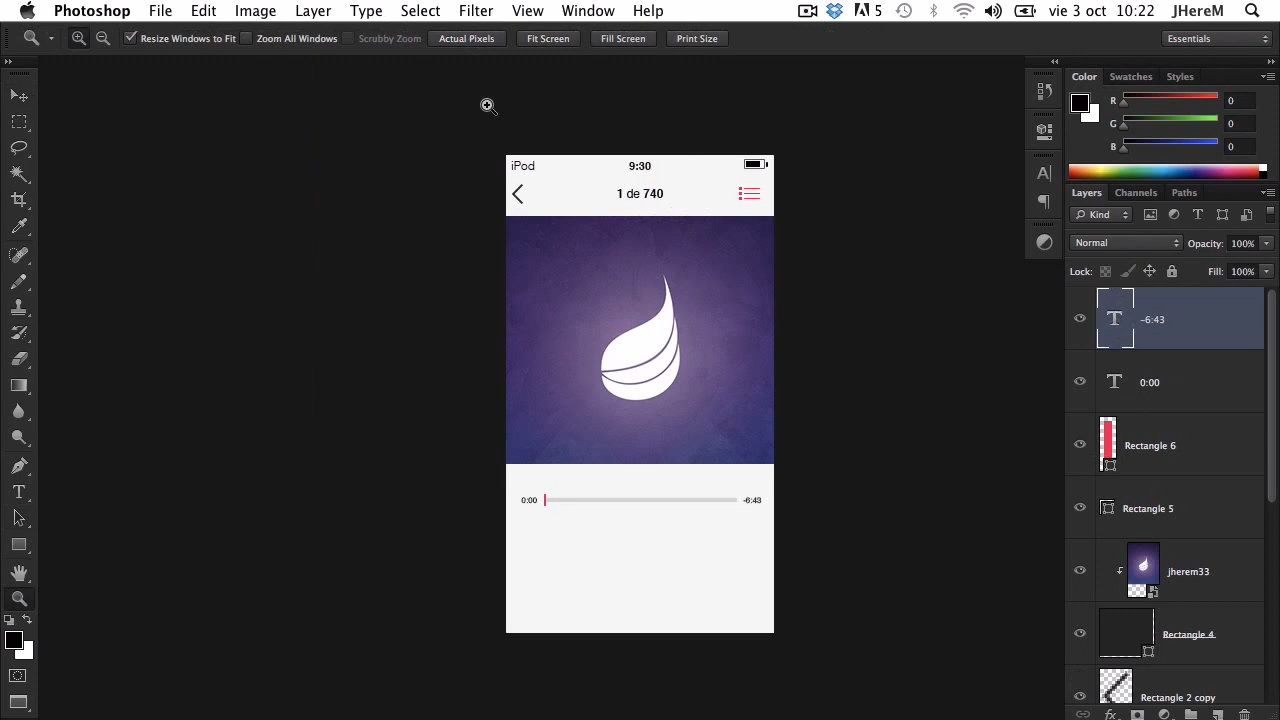 Photoshop File Edit Image Layer Type Select Filter View Window Help 5 vie 3 oct 10:22 JHereM
Resize Windows to Fit Zoom All Windows Scrubby Zoom Actual Pixels Fit Screen Fill Screen Print Size Essentials
Color Swatches Styles
R 0
G 0
B 0
Layers Channels Paths
Kind
Normal Opacity: 100%
Lock: Fill: 100%
T -6:43
T 0:00
Rectangle 6
Rectangle 5
jherem33
Rectangle 4
Rectangle 2 copy
iPod 9:30
1 de 740
0:00 -6:43